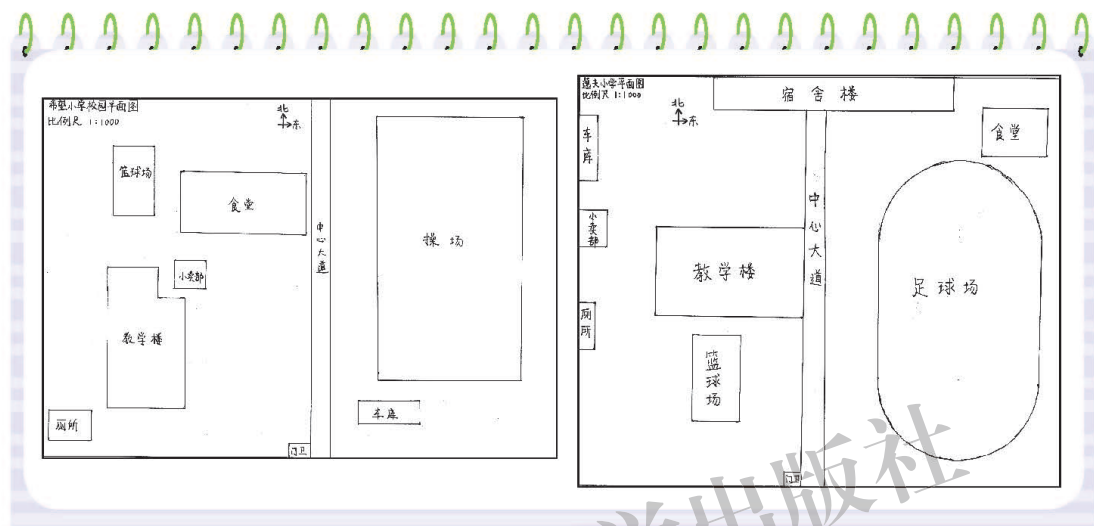 希望小学校园平面图
比例尺 1:1000
北
东
篮球场
食堂
中心大道
操场
小卖部
教学楼
车库
厕所
门卫
逸夫小学平面图
比例尺 1:1000
北
东
宿舍楼
食堂
车库
小卖部
中心大道
教学楼
足球场
厕所
篮球场
门卫
出版社